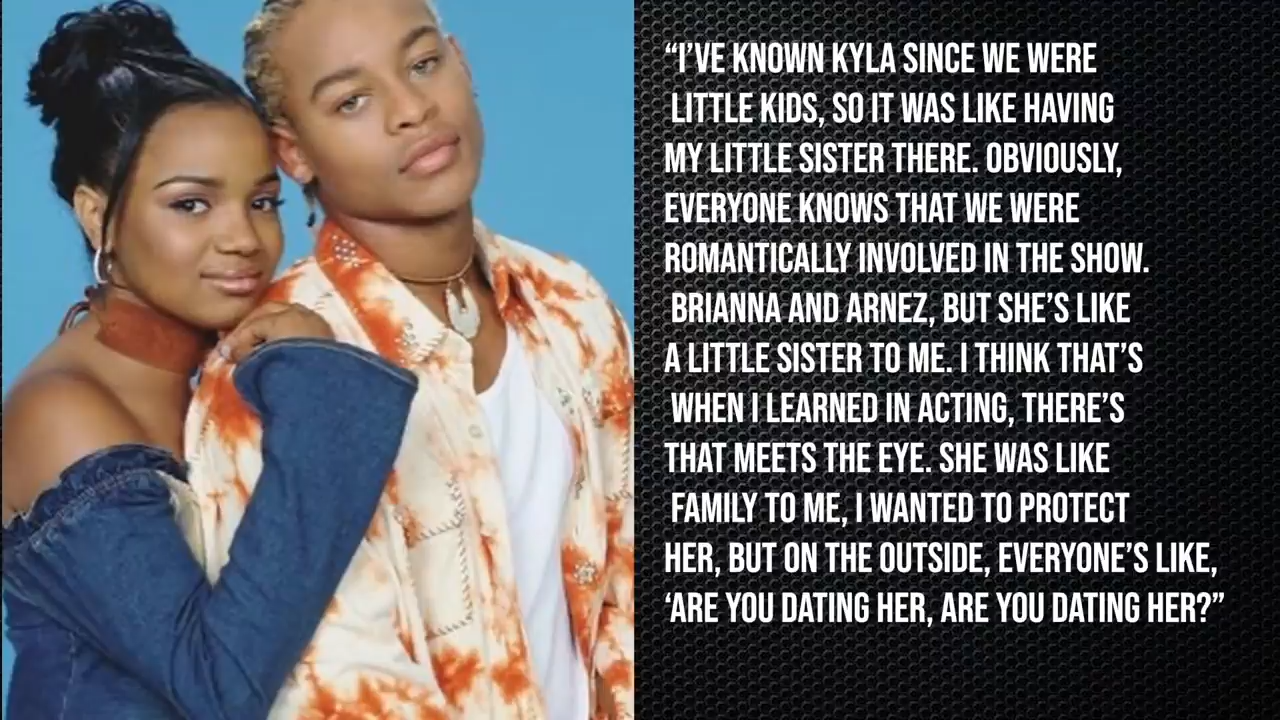 “I’VE KNOWN KYLA SINCE WE WERE
LITTLE KIDS, SO IT WAS LIKE HAVING
MY LITTLE SISTER THERE. OBVIOUSLY,
EVERYONE KNOWS THAT WE WERE
ROMANTICALLY INVOLVED IN THE SHOW.
BRIANNA AND ARNEZ, BUT SHE’S LIKE
A LITTLE SISTER TO ME. I THINK THAT’S
WHEN I LEARNED IN ACTING, THERE’S
THAT MEETS THE EYE. SHE WAS LIKE
FAMILY TO ME, I WANTED TO PROTECT
HER, BUT ON THE OUTSIDE, EVERYONE’S LIKE,
‘ARE YOU DATING HER, ARE YOU DATING HER?”